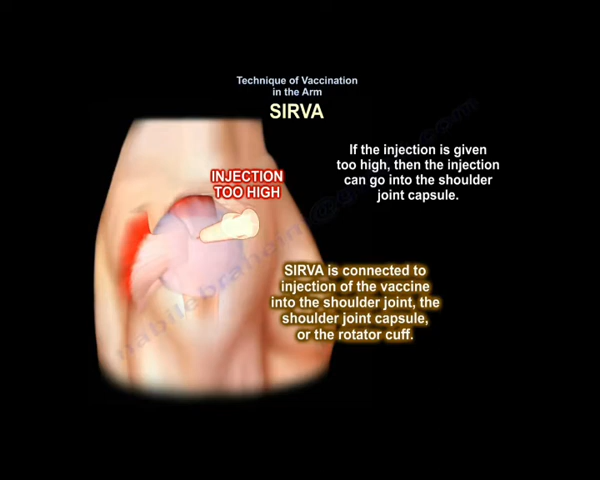 Technique of Vaccination
in the Arm
SIRVA
If the injection is given
too high, then the injection
can go into the shoulder
joint capsule.
INJECTION
TOO HIGH
SIRVA is connected to
injection of the vaccine
into the shoulder joint, the
shoulder joint capsule,
or the rotator cuff.